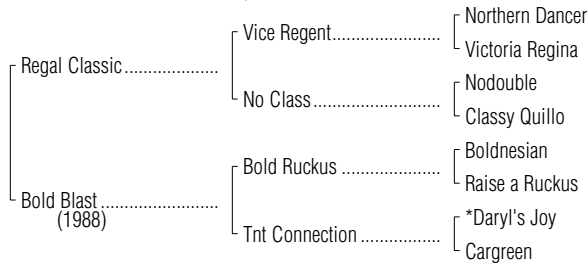 Northern Dancer
Vice Regent
Victoria Regina
Regal Classic
Nodouble
No Class
Classy Quillo
Boldnesian
Bold Ruckus
Raise a Ruckus
Bold Blast
(1988)
*Daryl's Joy
Tnt Connection
Cargreen